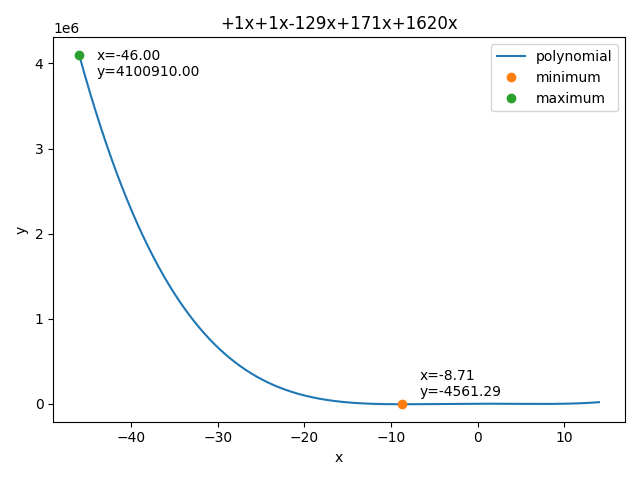 +1x+1x-129x+171x+1620x
1e6
x=-46.00
y=4100910.00
polynomial
minimum
maximum
4
3
2
1
0
y
x=-8.71
y=-4561.29
−40
−30
−20
−10
0
10
x